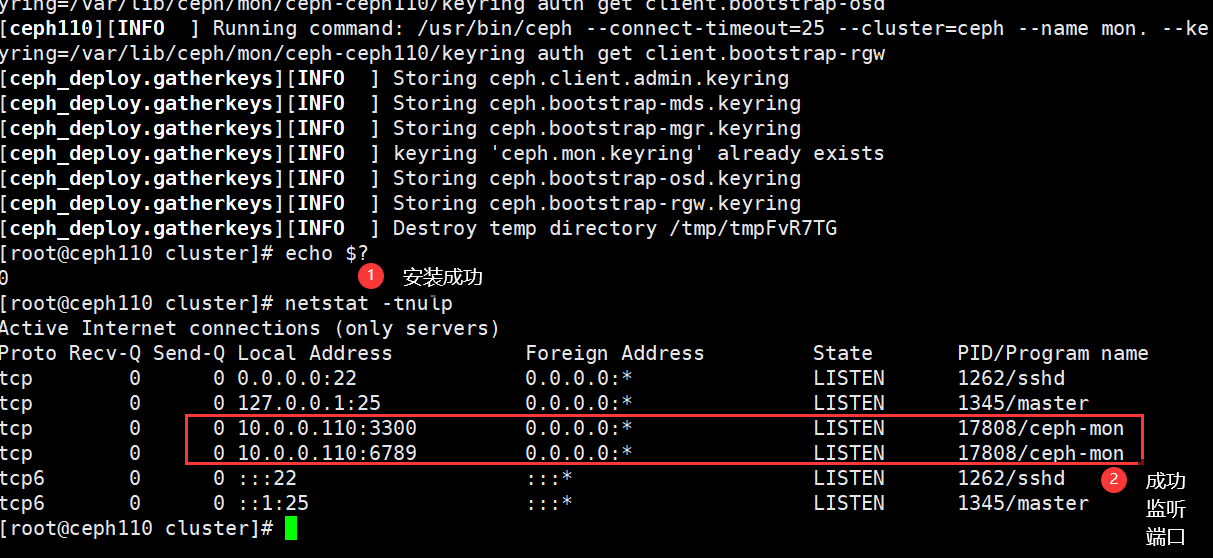 yring=/var/lib/ceph/mon/ceph-ceph110/keyring auth get client.bootstrap-osd
[ceph110][INFO  ] Running command: /usr/bin/ceph --connect-timeout=25 --cluster=ceph --name mon. --ke
yring=/var/lib/ceph/mon/ceph-ceph110/keyring auth get client.bootstrap-rgw
[ceph_deploy.gatherkeys][INFO  ] Storing ceph.client.admin.keyring
[ceph_deploy.gatherkeys][INFO  ] Storing ceph.bootstrap-mds.keyring
[ceph_deploy.gatherkeys][INFO  ] Storing ceph.bootstrap-mgr.keyring
[ceph_deploy.gatherkeys][INFO  ] keyring 'ceph.mon.keyring' already exists
[ceph_deploy.gatherkeys][INFO  ] Storing ceph.bootstrap-osd.keyring
[ceph_deploy.gatherkeys][INFO  ] Storing ceph.bootstrap-rgw.keyring
[ceph_deploy.gatherkeys][INFO  ] Destroy temp directory /tmp/tmpFvR7TG
[root@ceph110 cluster]# echo $?
0
1 安装成功
[root@ceph110 cluster]# netstat -tnulp
Active Internet connections (only servers)
Proto Recv-Q Send-Q Local Address           Foreign Address         State       PID/Program name
tcp        0      0 0.0.0.0:22              0.0.0.0:*               LISTEN      1262/sshd
tcp        0      0 127.0.0.1:25            0.0.0.0:*               LISTEN      1345/master
tcp        0      0 10.0.0.110:3300         0.0.0.0:*               LISTEN      17808/ceph-mon
tcp        0      0 10.0.0.110:6789         0.0.0.0:*               LISTEN      17808/ceph-mon
tcp6       0      0 :::22                   :::*                    LISTEN      1262/sshd
tcp6       0      0 ::1:25                  :::*                    LISTEN      1345/master
2 成功
监听
端口
[root@ceph110 cluster]#